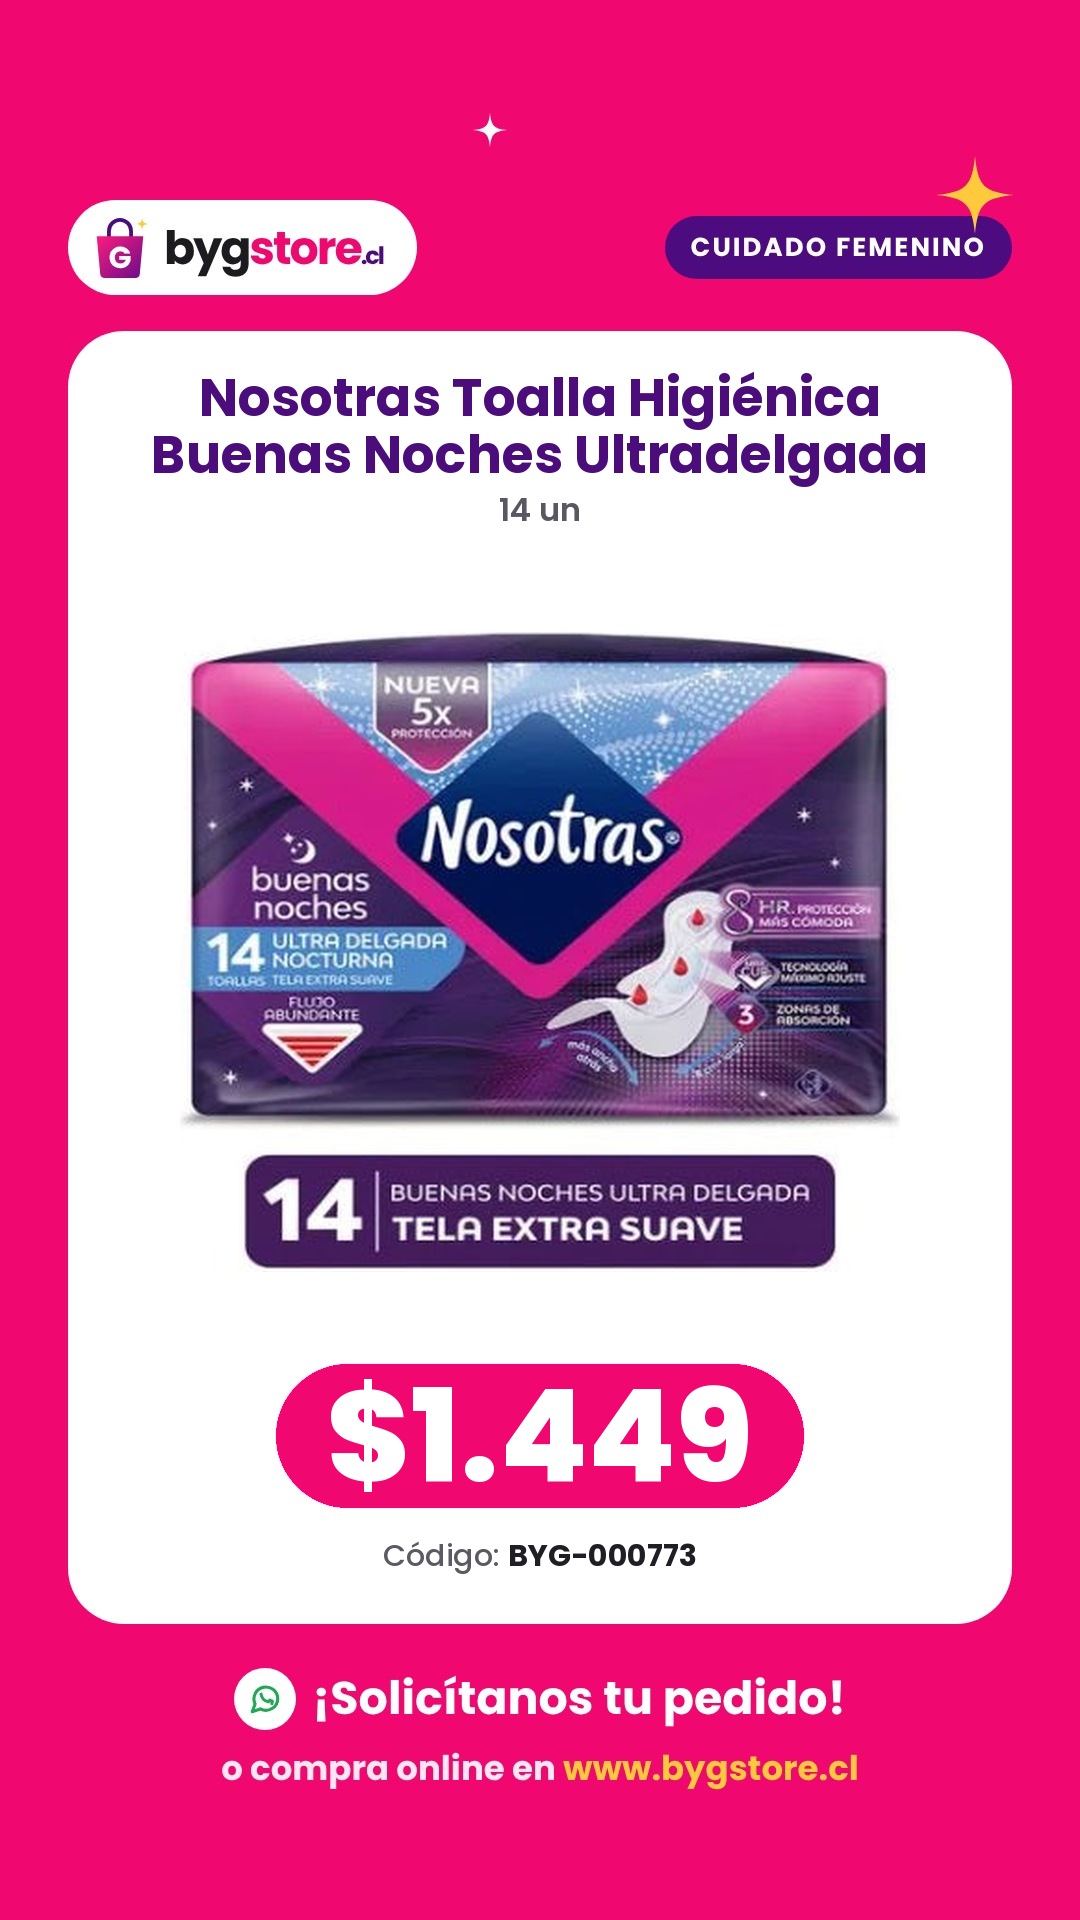 bygstore.cl
CUIDADO FEMENINO
Nosotras Toalla Higiénica
Buenas Noches Ultradelgada
14 un
NUEVA
5x
PROTECCIÓN
Nosotras®
buenas
noches
14 ULTRA DELGADA
NOCTURNA
TOALLAS TELA EXTRA SUAVE
FLUJO
ABUNDANTE
8 HR. PROTECCIÓN
MÁS CÓMODA
TECNOLOGÍA
MÁXIMO AJUSTE
3 ZONAS DE
ABSORCIÓN
más ancha
atrás
14 BUENAS NOCHES ULTRA DELGADA
TELA EXTRA SUAVE
$1.449
Código: BYG-000773
¡Solicítanos tu pedido!
o compra online en www.bygstore.cl